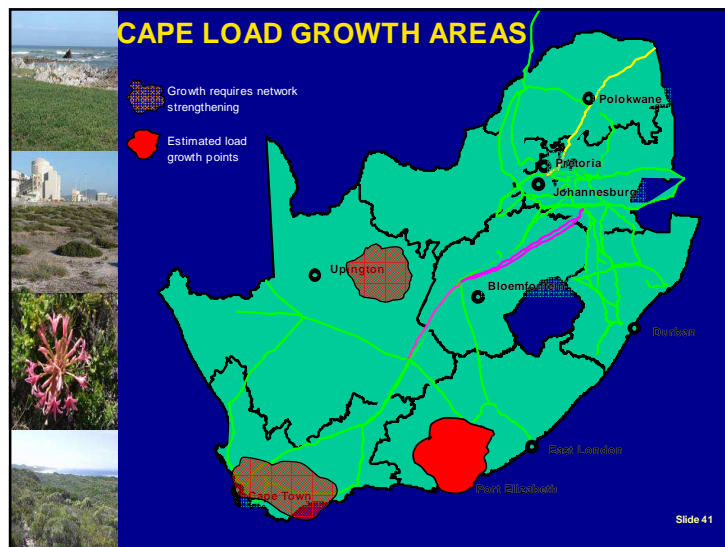 CAPE LOAD GROWTH AREAS
Growth requires network
strengthening
Estimated load
growth points
Polokwane
Pretoria
Johannesburg
Upington
Bloemfontein
Durban
East London
Port Elizabeth
Cape Town
Slide 41